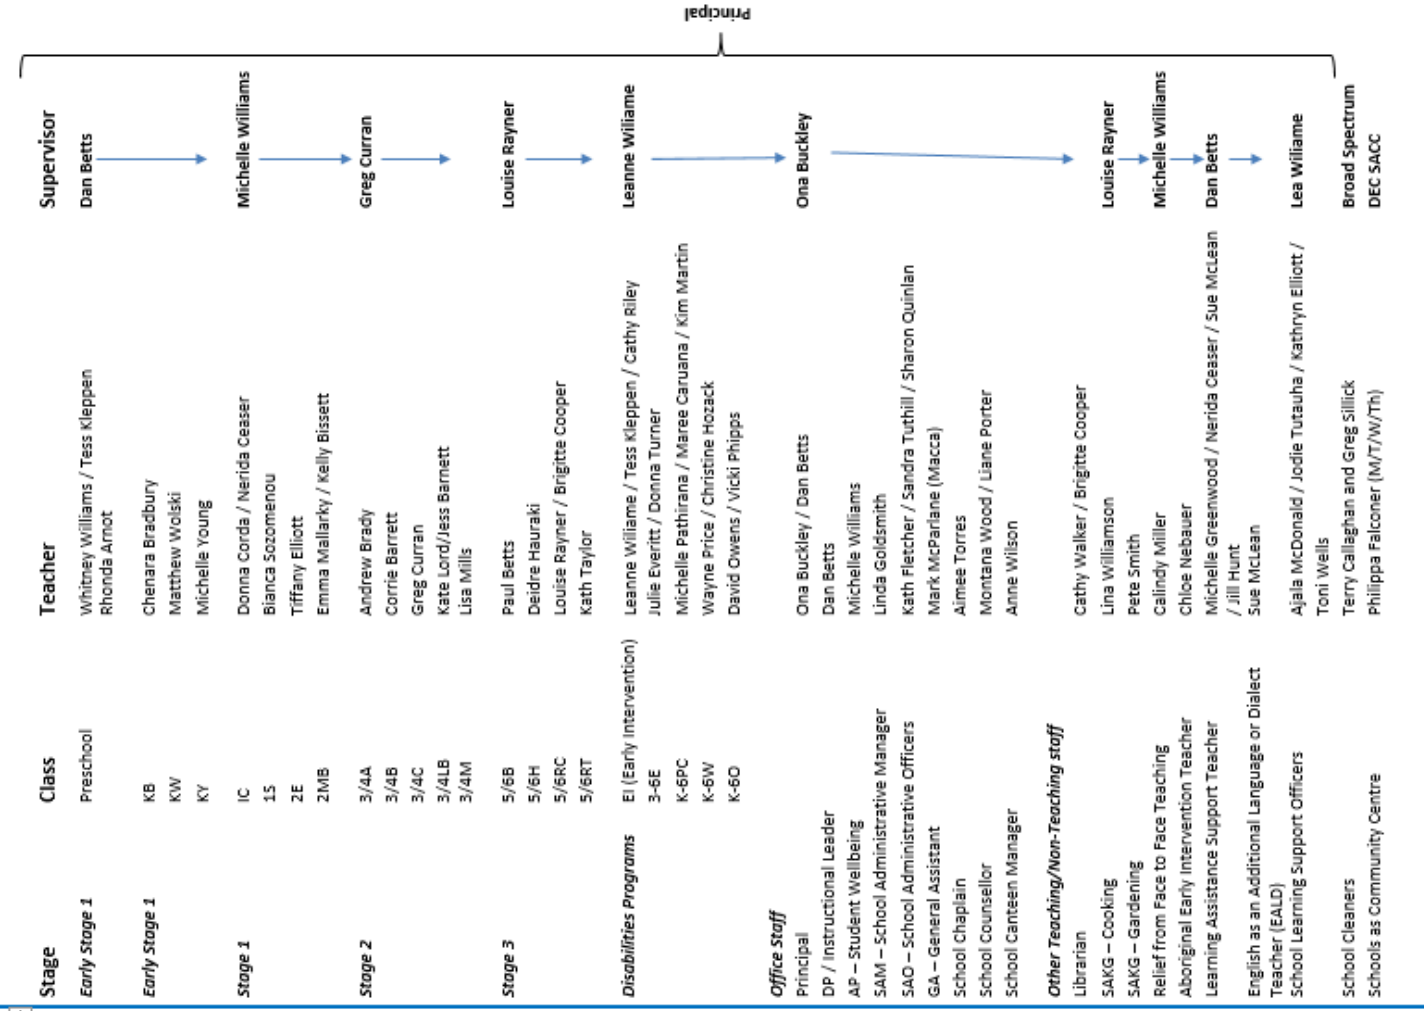 Stage Class Teacher Supervisor
Early Stage 1 Preschool Whitney Williams / Tess Kleppen Dan Betts
Rhonda Arnot
Early Stage 1 KB Chenara Bradbury
KW Matthew Wolski
KY Michelle Young
Stage 1 IC Donna Corda / Nerida Ceaser Michelle Williams
1S Bianca Sozomenou
2E Tiffany Elliott
2MB Emma Mallarky / Kelly Bissett
Stage 2 3/4A Andrew Brady Greg Curran
3/4B Corrie Barrett
3/4C Greg Curran
3/4LB Kate Lord/Jess Barnett
3/4M Lisa Mills
Stage 3 5/6B Paul Betts Louise Rayner
5/6H Deidre Hauraki
5/6RC Louise Rayner / Brigitte Cooper
5/6RT Kath Taylor
Disabilities Programs EI (Early Intervention) Leanne Wiliame / Tess Kleppen / Cathy Riley Leanne Wiliame
3-6E Julie Everitt / Donna Turner
K-6PC Michelle Pathirana / Maree Caruana / Kim Martin
K-6W Wayne Price / Christine Hozack
K-6O David Owens / Vicki Phipps
Office Staff
Principal Ona Buckley / Dan Betts Ona Buckley
DP / Instructional Leader Dan Betts
AP – Student Wellbeing Michelle Williams
SAM – School Administrative Manager Linda Goldsmith
SAO – School Administrative Officers Kath Fletcher / Sandra Tuthill / Sharon Quinlan
GA – General Assistant Mark McParlane (Macca)
School Chaplain Aimee Torres
School Counsellor Montana Wood / Liane Porter
School Canteen Manager Anne Wilson
Other Teaching/Non-Teaching staff
Librarian Cathy Walker / Brigitte Cooper
SAKG – Cooking Lina Williamson Louise Rayner
SAKG – Gardening Pete Smith
Relief from Face to Face Teaching Calindy Miller Michelle Williams
Aboriginal Early Intervention Teacher Chloe Nebauer
Learning Assistance Support Teacher Michelle Greenwood / Nerida Ceaser / Sue McLean Dan Betts
/ Jill Hunt
English as an Additional Language or Dialect Sue McLean
Teacher (EALD)
School Learning Support Officers Ajala McDonald / Jodie Tutauha / Kathryn Elliott / Lea Wiliame
Toni Wells
School Cleaners Terry Callaghan and Greg Sillick Broad Spectrum
Schools as Community Centre Philippa Falconer (M/T/W/Th) DEC SACC
Principal